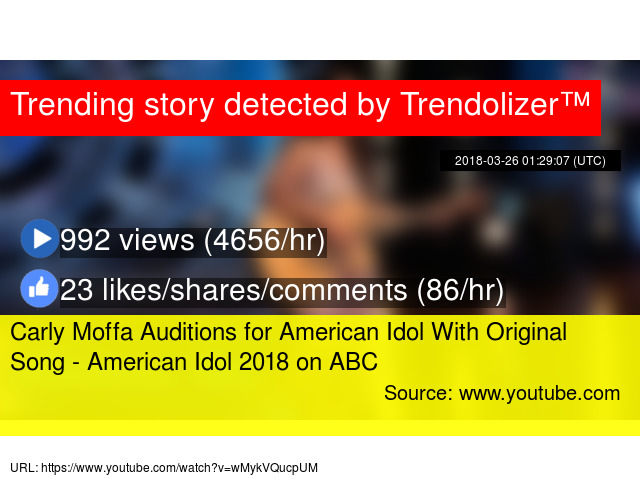 Trending story detected by Trendolizer™
2018-03-26 01:29:07 (UTC)
992 views (4656/hr)
23 likes/shares/comments (86/hr)
Carly Moffa Auditions for American Idol With Original
Song - American Idol 2018 on ABC
Source: www.youtube.com
URL: https://www.youtube.com/watch?v=wMykVQucpUM